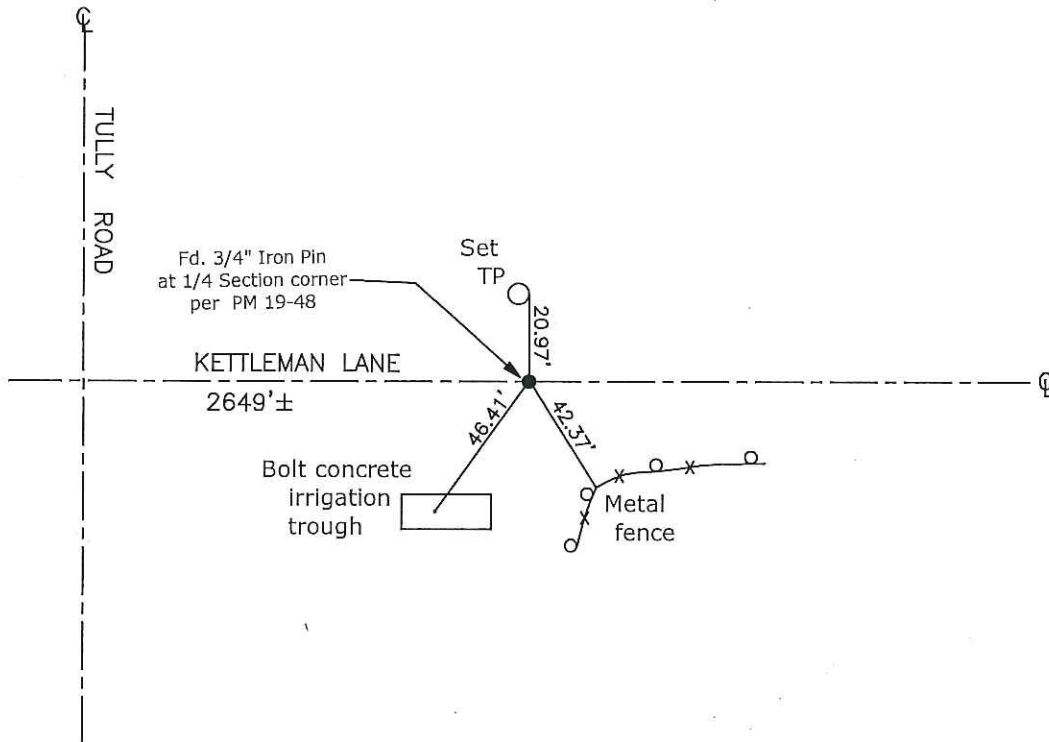 ℄
TULLY ROAD
Fd. 3/4" Iron Pin
at 1/4 Section corner
per PM 19-48
Set
TP
20.97'
KETTLEMAN LANE
℄
2649'±
46.41'
42.37'
Bolt concrete
irrigation
trough
Metal
fence